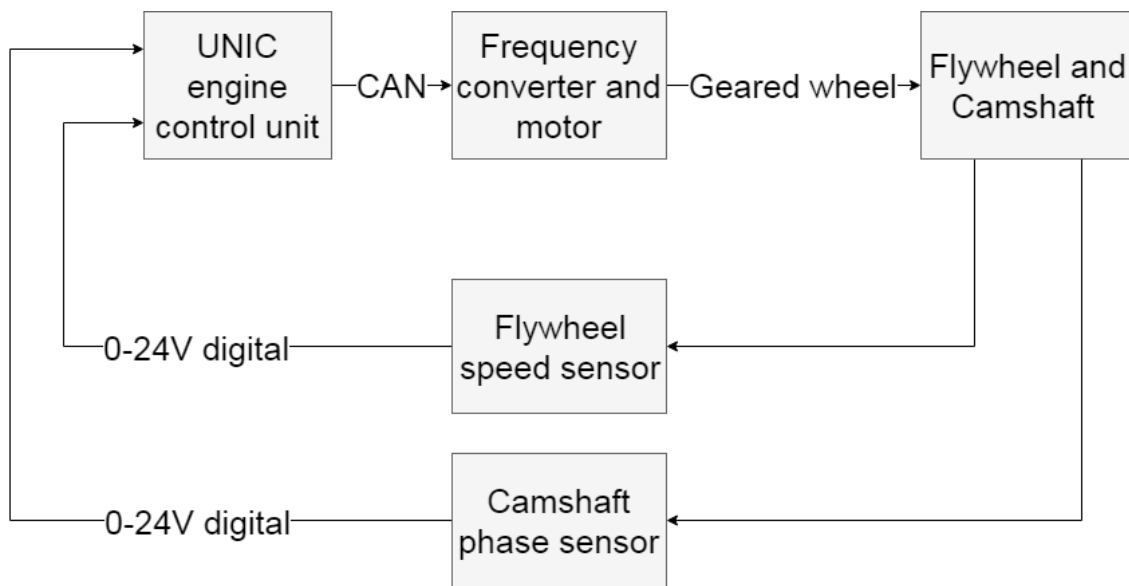 UNIC
engine
control unit
CAN
Frequency
converter and
motor
Geared wheel
Flywheel and
Camshaft
0-24V digital
Flywheel
speed sensor
0-24V digital
Camshaft
phase sensor